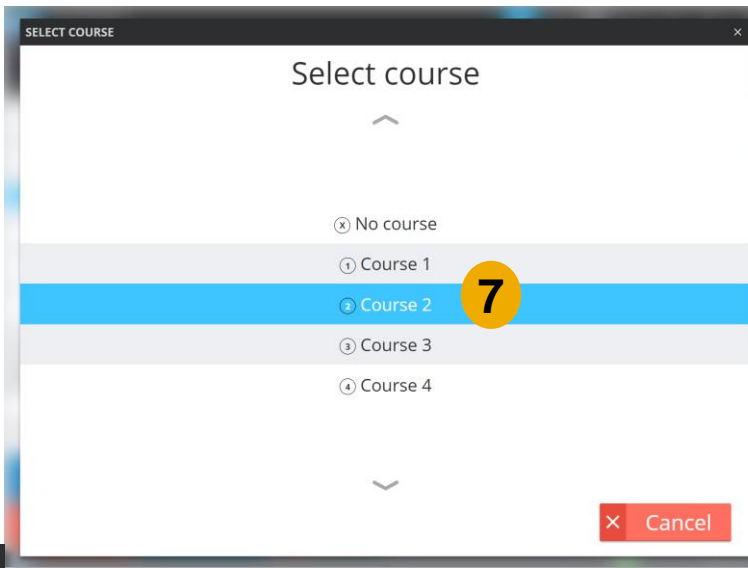 SELECT COURSE ×
Select course
x No course
1 Course 1
2 Course 2
7
3 Course 3
4 Course 4
× Cancel